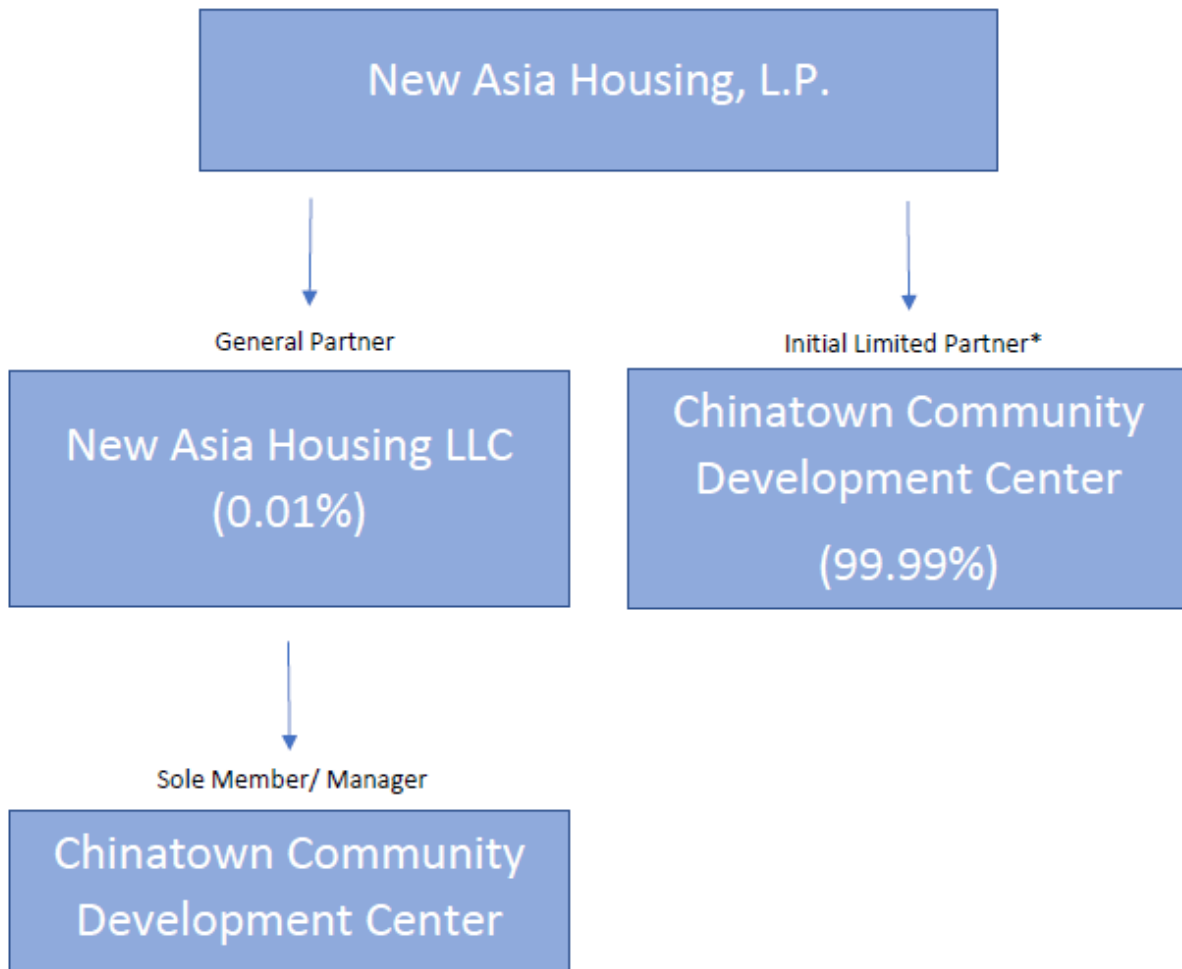 New Asia Housing, L.P.
General Partner
Initial Limited Partner*
New Asia Housing LLC
(0.01%)
Chinatown Community
Development Center
(99.99%)
Sole Member/ Manager
Chinatown Community
Development Center